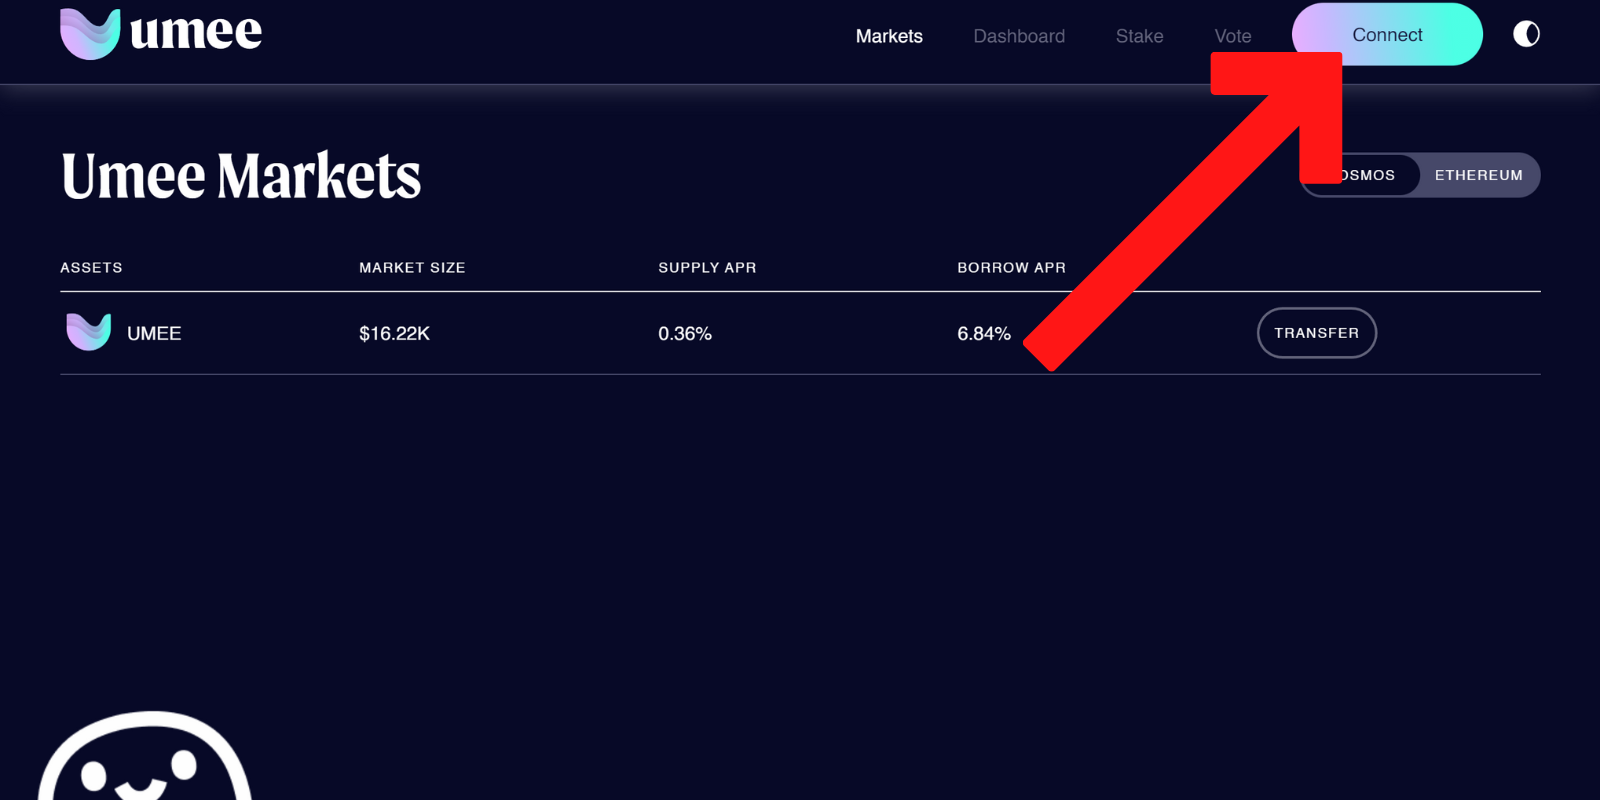 umee
Markets Dashboard Stake Vote Connect
Umee Markets
OSMOS ETHEREUM
ASSETS MARKET SIZE SUPPLY APR BORROW APR
UMEE $16.22K 0.36% 6.84% TRANSFER